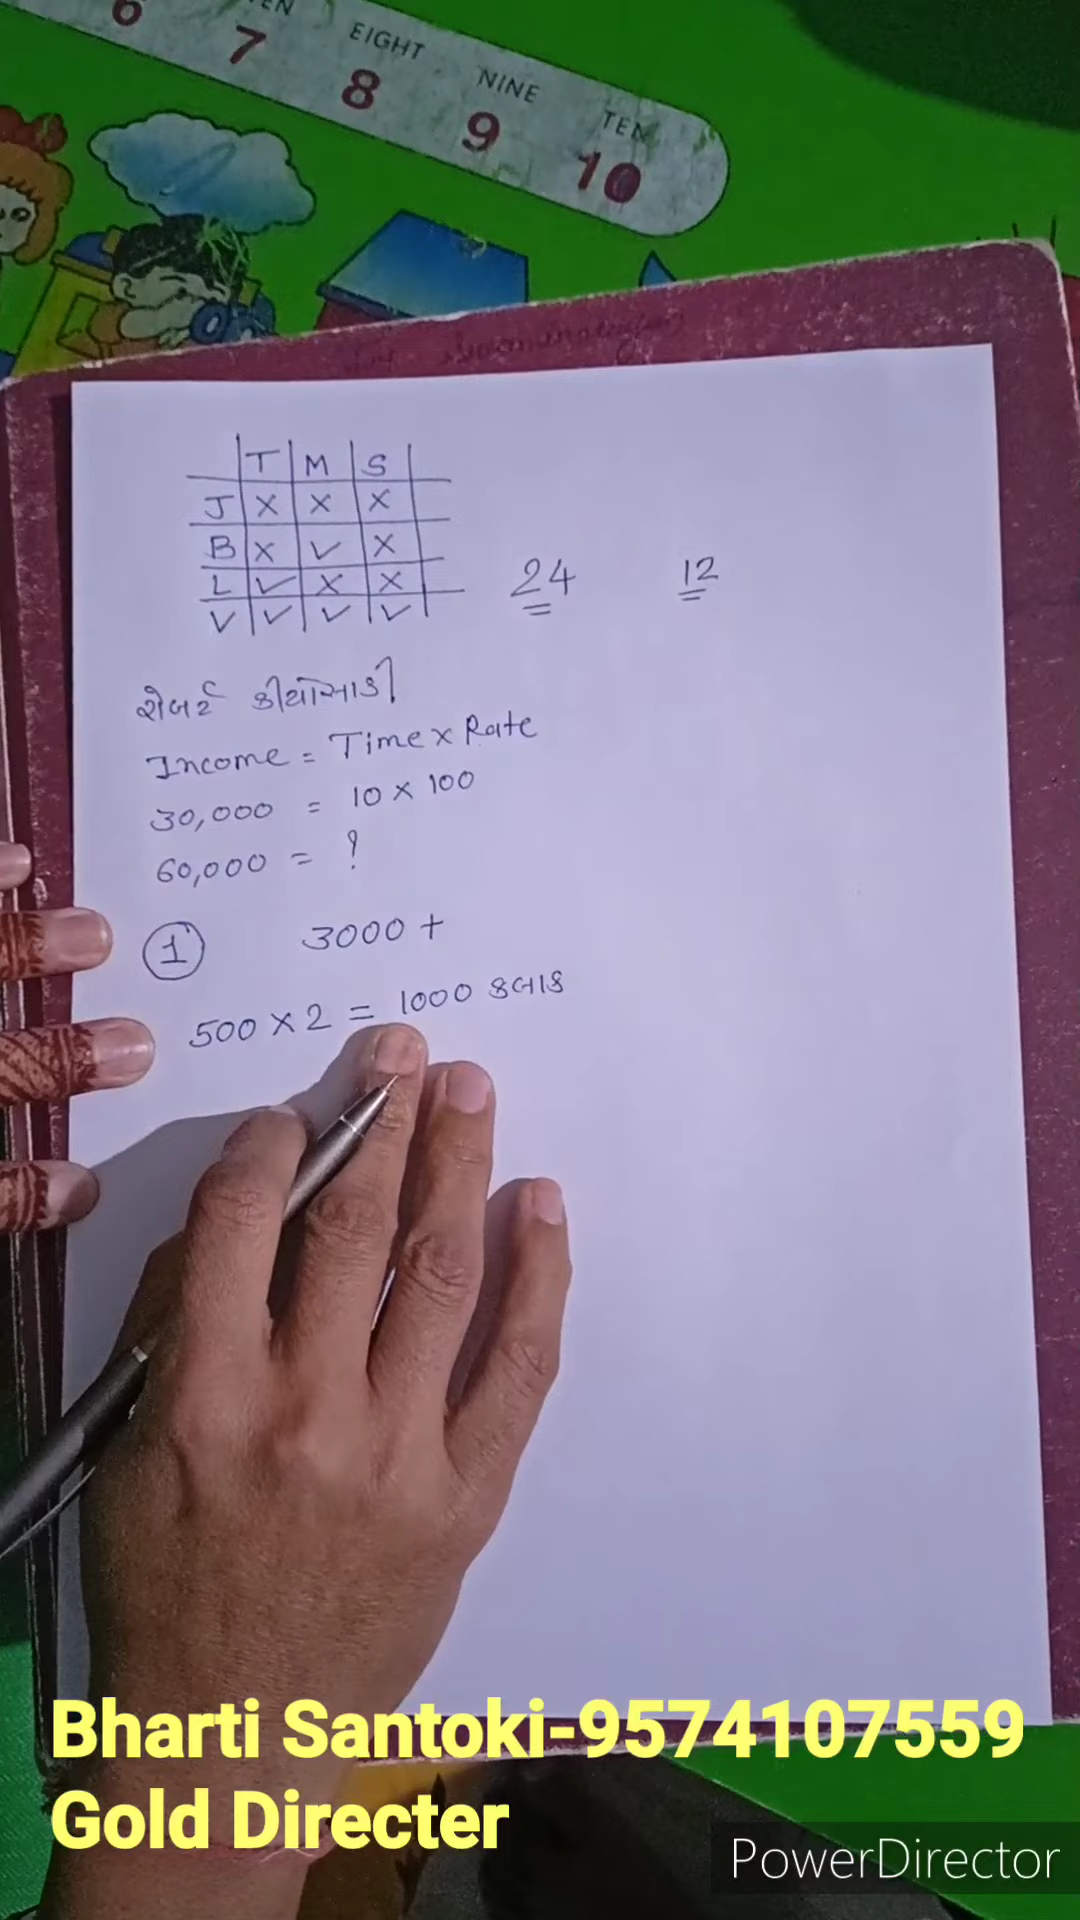 6 7 8 9 10
EIGHT NINE TEN
T M S
J X X X
B X ✓ X
L ✓ X X
V ✓ ✓ ✓
24 12
રોબર્ટ કીયોસાકી
Income = Time x Rate
30,000 = 10 x 100
60,000 = ?
1 3000 +
500 x 2 = 1000 કલાક
Bharti Santoki-9574107559
Gold Directer
PowerDirector